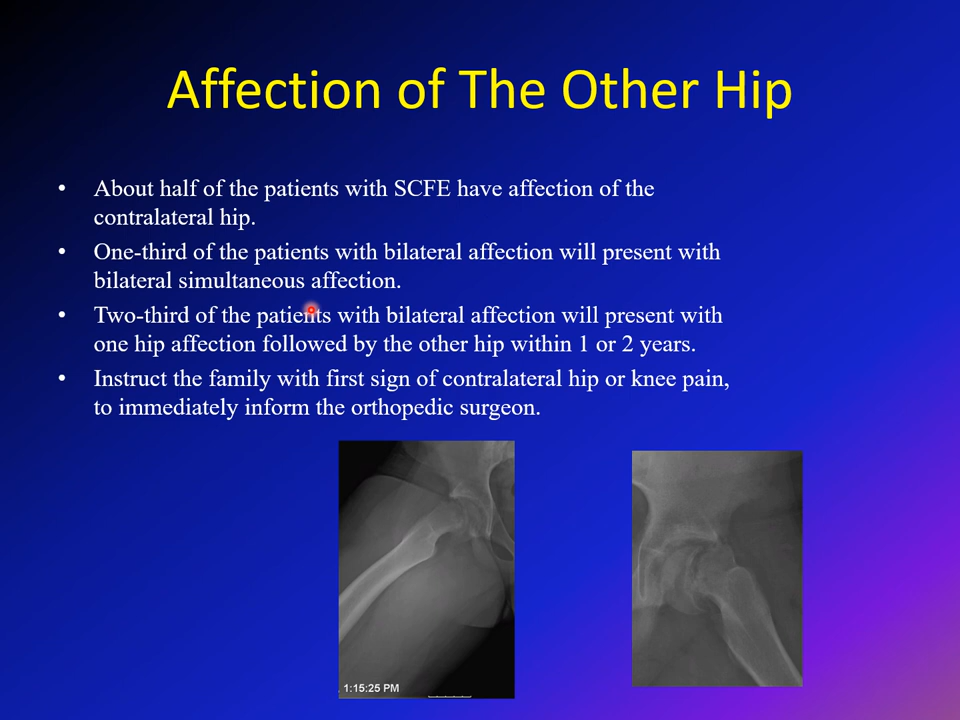 Affection of The Other Hip
• About half of the patients with SCFE have affection of the
contralateral hip.
• One-third of the patients with bilateral affection will present with
bilateral simultaneous affection.
• Two-third of the patients with bilateral affection will present with
one hip affection followed by the other hip within 1 or 2 years.
• Instruct the family with first sign of contralateral hip or knee pain,
to immediately inform the orthopedic surgeon.
1:15:25 PM